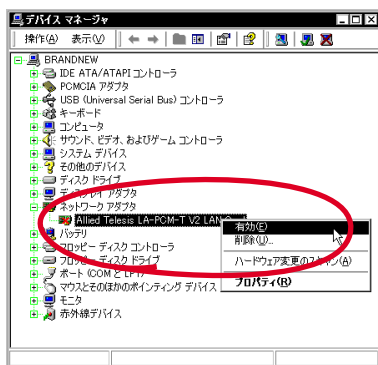 デバイス マネージャ
操作(A) 表示(V)
BRANDNEW
IDE ATA/ATAPI コントローラ
PCMCIA アダプタ
USB (Universal Serial Bus) コントローラ
キーボード
コンピュータ
サウンド、ビデオ、およびゲーム コントローラ
システム デバイス
その他のデバイス
ディスク ドライブ
ディスプレイ アダプタ
ネットワーク アダプタ
Allied Telesis LA-PCM-T V2 LAN
有効(E)
削除(U)...
ハードウェア変更のスキャン(A)
プロパティ(R)
バッテリ
フロッピー ディスク コントローラ
フロッピー ディスク ドライブ
ポート (COM と LPT)
マウスとそのほかのポインティング デバイス
モニタ
赤外線デバイス